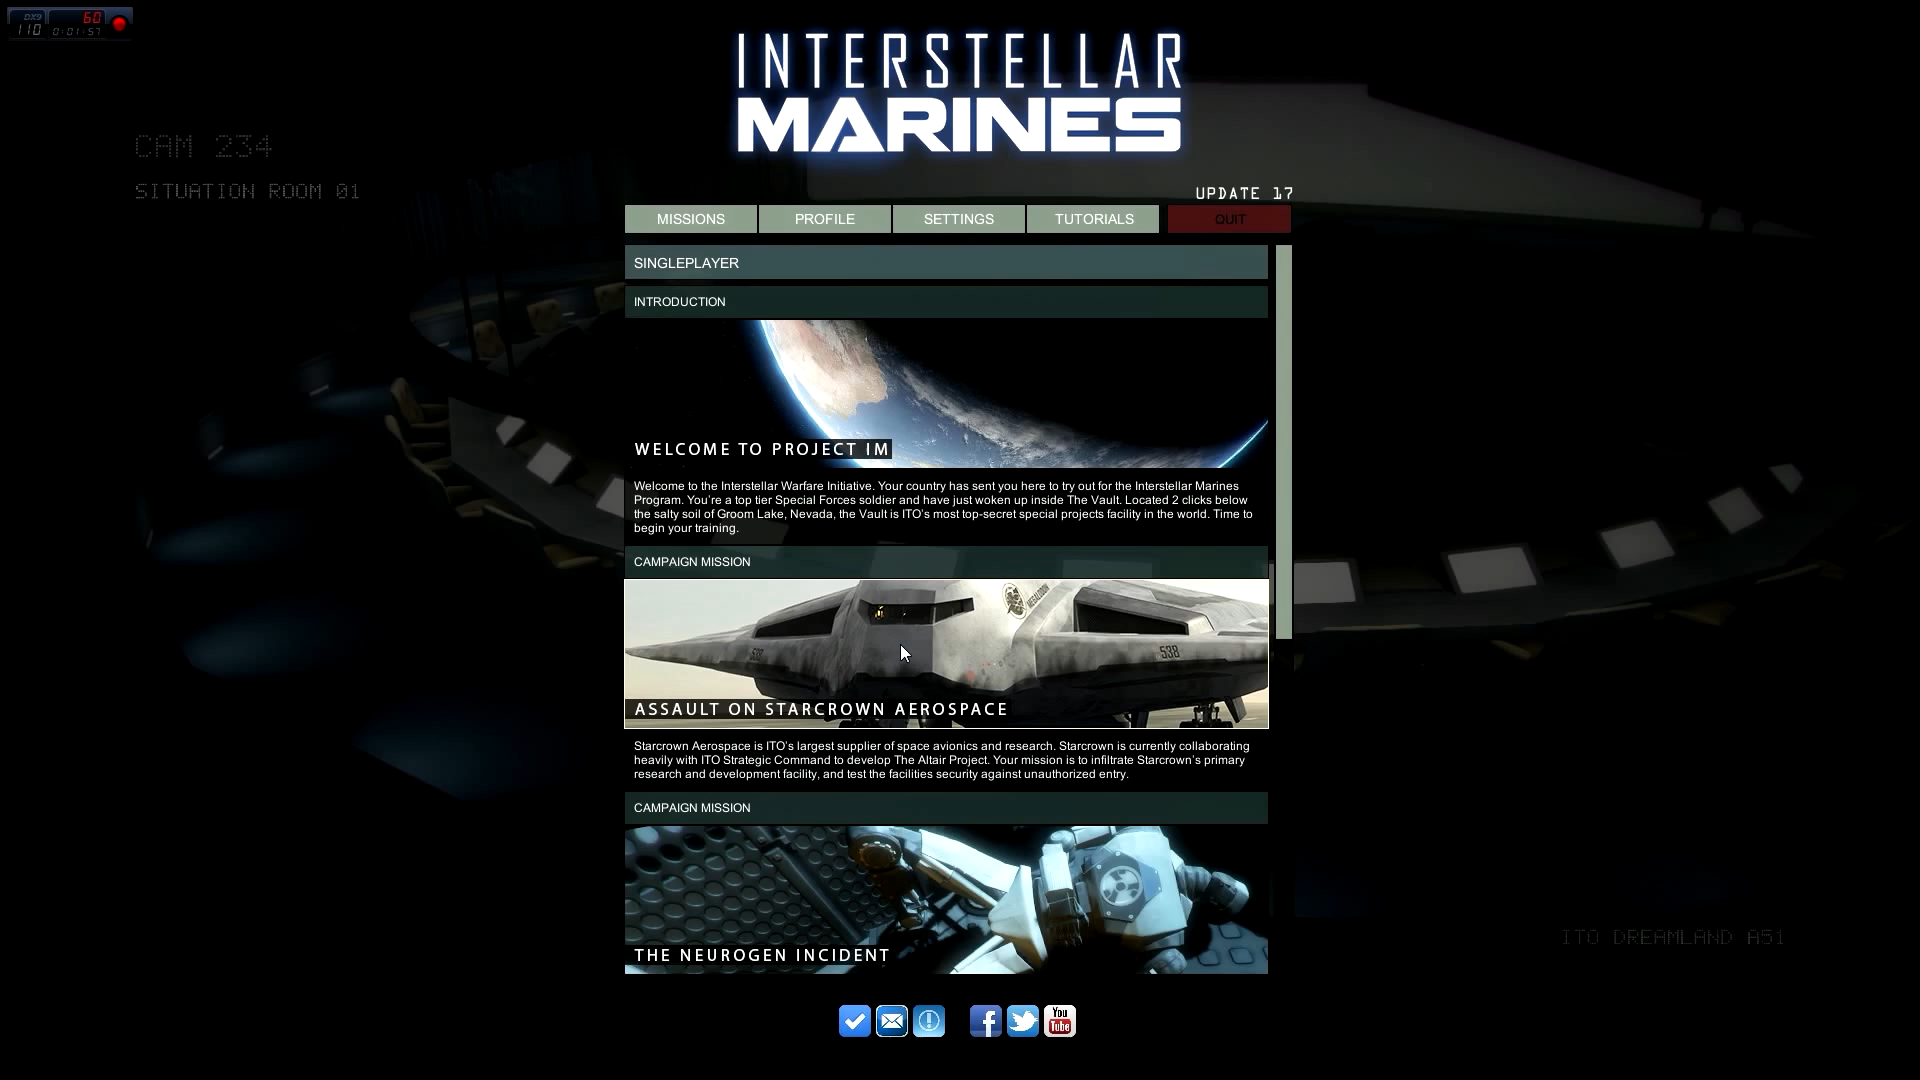 DX9 60
110 0:01:57
INTERSTELLAR
MARINES
CAM 234
SITUATION ROOM 01
UPDATE 17
MISSIONS PROFILE SETTINGS TUTORIALS QUIT
SINGLEPLAYER
INTRODUCTION
WELCOME TO PROJECT IM
Welcome to the Interstellar Warfare Initiative. Your country has sent you here to try out for the Interstellar Marines
Program. You're a top tier Special Forces soldier and have just woken up inside The Vault. Located 2 clicks below
the salty soil of Groom Lake, Nevada, the Vault is ITO's most top-secret special projects facility in the world. Time to
begin your training.
CAMPAIGN MISSION
MEGALODON
538
538
ASSAULT ON STARCROWN AEROSPACE
Starcrown Aerospace is ITO's largest supplier of space avionics and research. Starcrown is currently collaborating
heavily with ITO Strategic Command to develop The Altair Project. Your mission is to infiltrate Starcrown's primary
research and development facility, and test the facilities security against unauthorized entry.
CAMPAIGN MISSION
THE NEUROGEN INCIDENT
ITO DREAMLAND A51
You
Tube